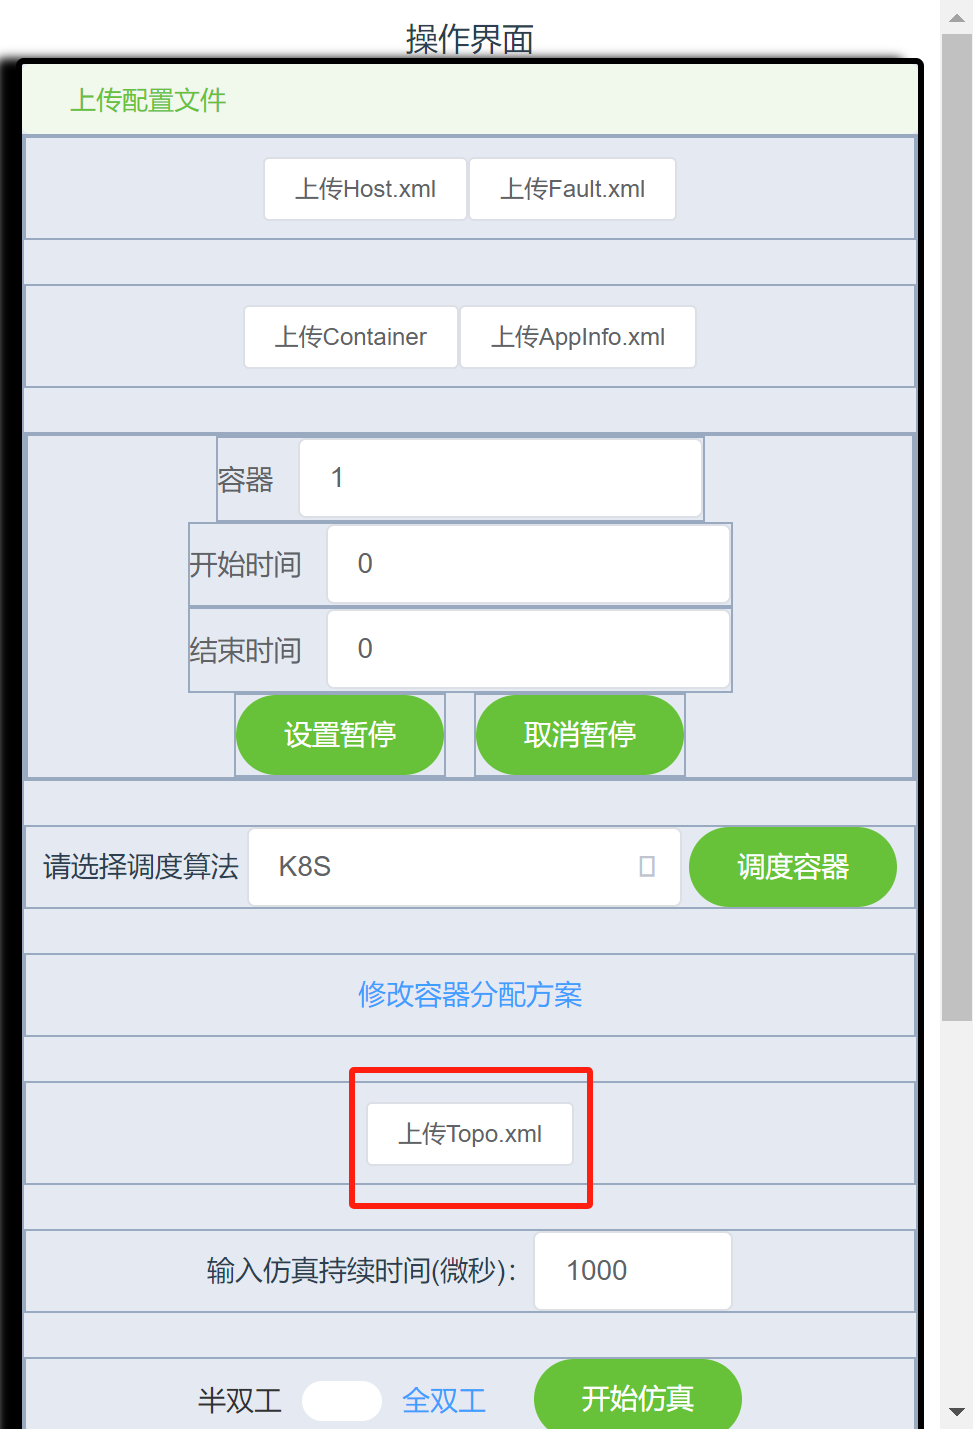 操作界面
上传配置文件
上传Host.xml 上传Fault.xml
上传Container 上传AppInfo.xml
容器 1
开始时间 0
结束时间 0
设置暂停 取消暂停
请选择调度算法 K8S 调度容器
修改容器分配方案
上传Topo.xml
输入仿真持续时间(微秒): 1000
半双工 全双工 开始仿真